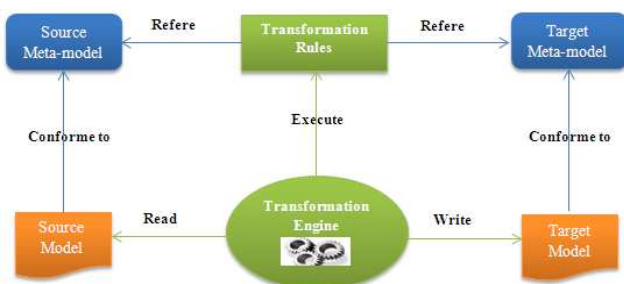 Source
Meta-model
Refere
Transformation
Rules
Refere
Target
Meta-model
Conforme to
Execute
Conforme to
Source
Model
Read
Transformation
Engine
Write
Target
Model